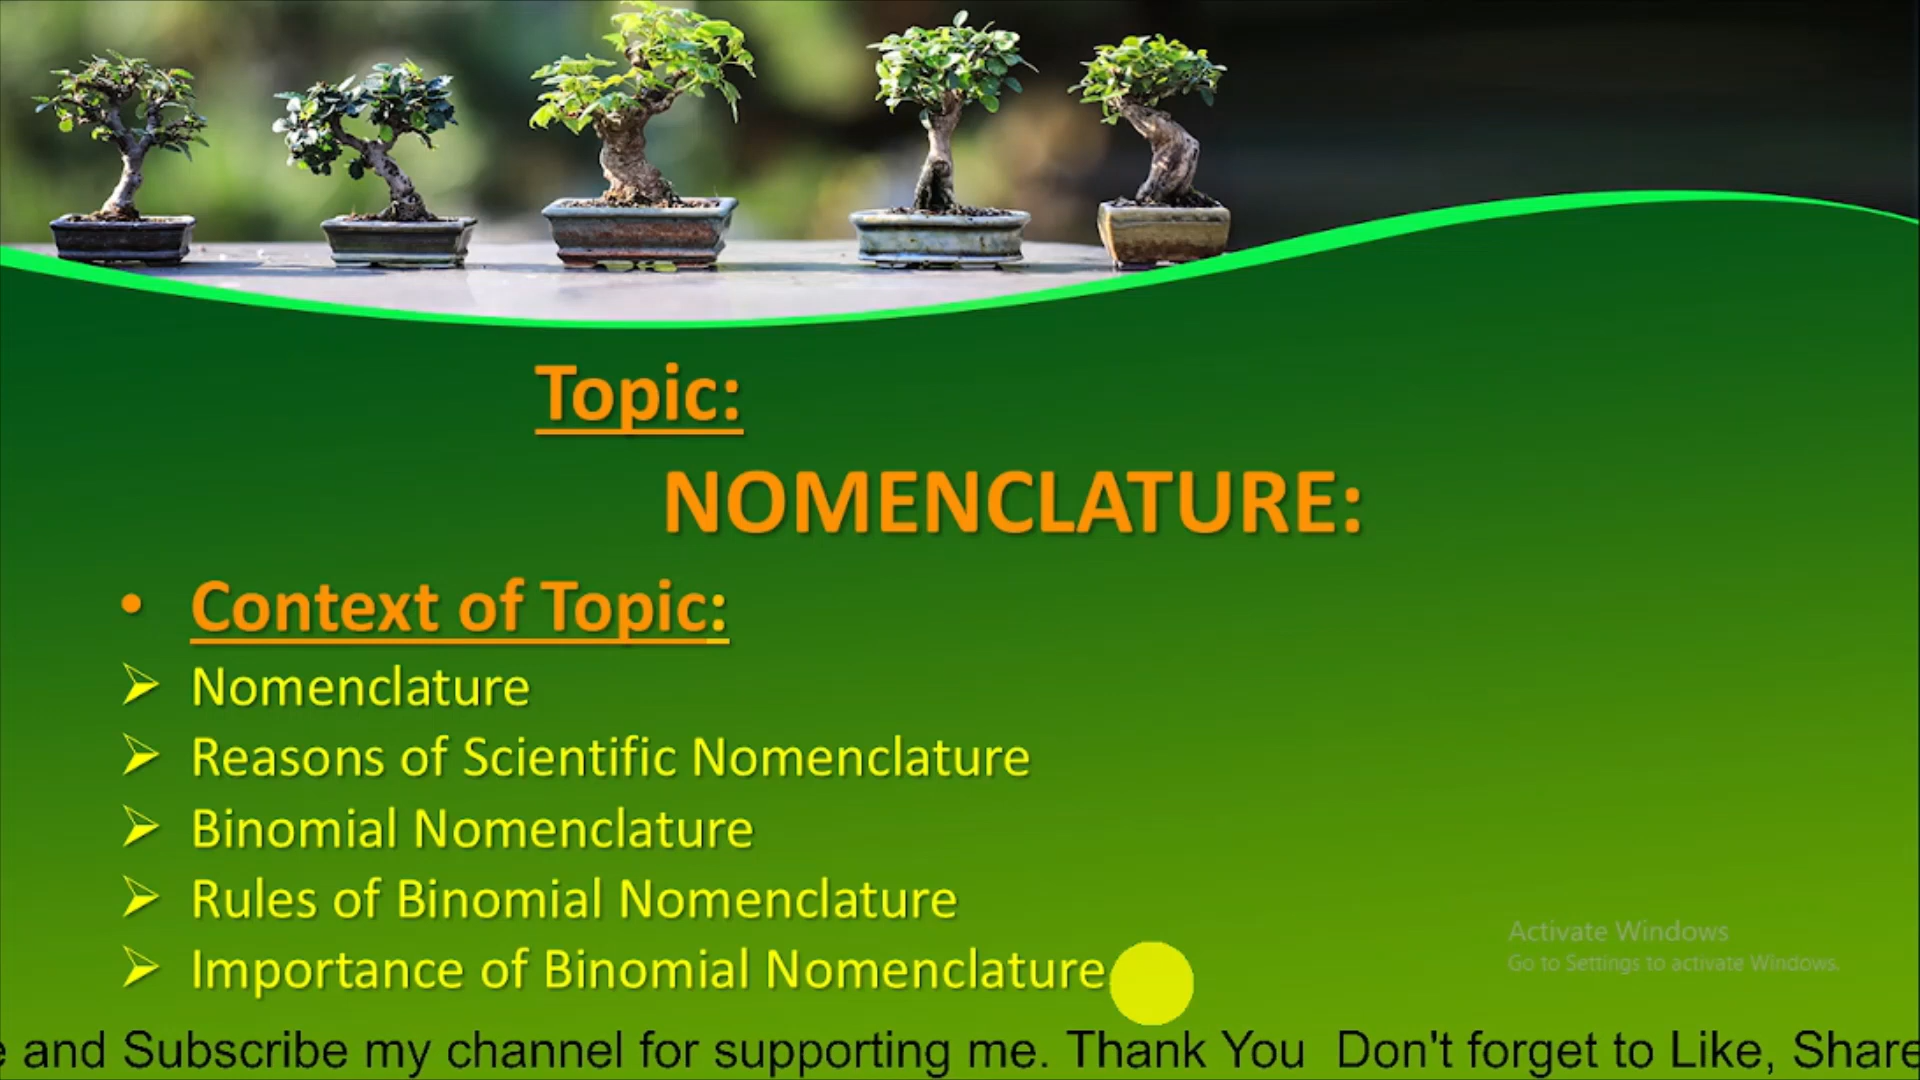 Topic:
NOMENCLATURE:
• Context of Topic:
➢ Nomenclature
➢ Reasons of Scientific Nomenclature
➢ Binomial Nomenclature
➢ Rules of Binomial Nomenclature
➢ Importance of Binomial Nomenclature
Activate Windows
Go to Settings to activate Windows.
and Subscribe my channel for supporting me. Thank You Don't forget to Like, Share